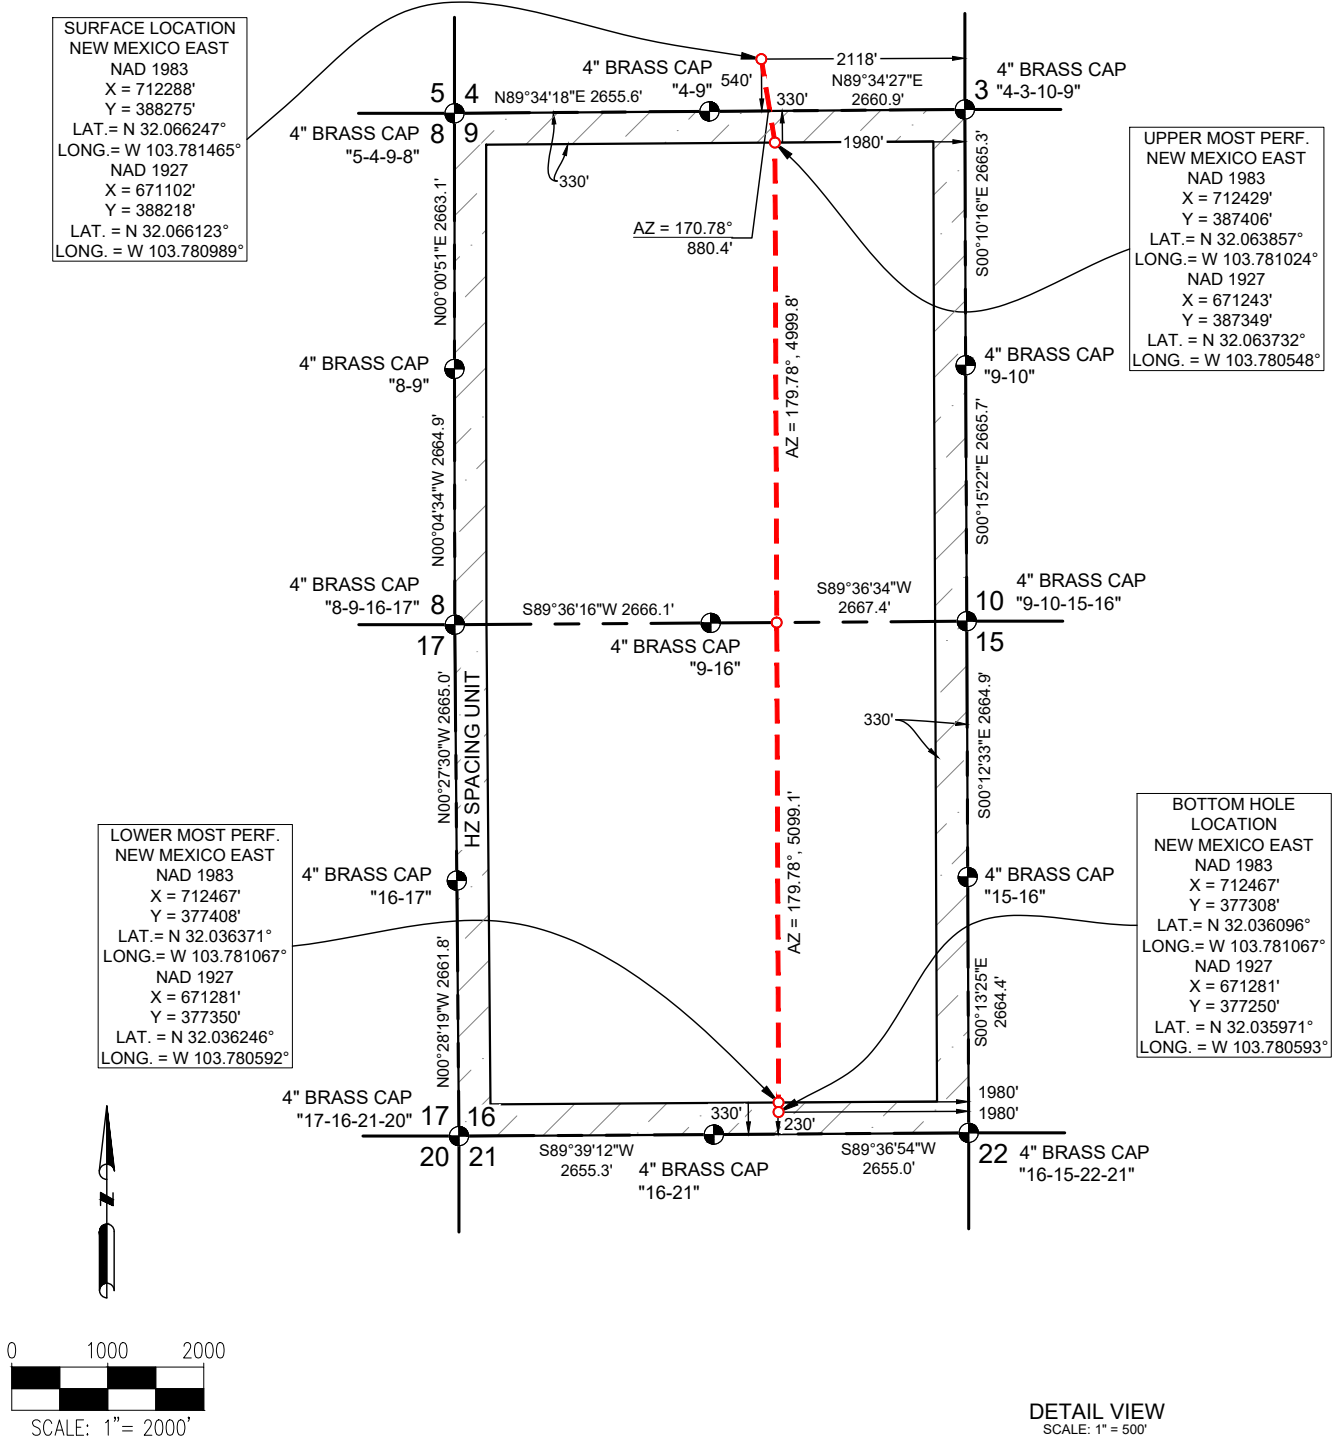 SURFACE LOCATION
NEW MEXICO EAST
NAD 1983
X = 712288'
Y = 388275'
LAT.= N 32.066247°
LONG.= W 103.781465°
NAD 1927
X = 671102'
Y = 388218'
LAT. = N 32.066123°
LONG. = W 103.780989°
5 4
8 9
4" BRASS CAP
"5-4-9-8"
N89°34'18"E 2655.6'
4" BRASS CAP
"4-9"
540'
2118'
330'
N89°34'27"E
2660.9'
3
4" BRASS CAP
"4-3-10-9"
1980'
330'
AZ = 170.78°
880.4'
UPPER MOST PERF.
NEW MEXICO EAST
NAD 1983
X = 712429'
Y = 387406'
LAT.= N 32.063857°
LONG.= W 103.781024°
NAD 1927
X = 671243'
Y = 387349'
LAT. = N 32.063732°
LONG. = W 103.780548°
N00°00'51"E 2663.1'
S00°10'16"E 2665.3'
AZ = 179.78°, 4999.8'
4" BRASS CAP
"8-9"
4" BRASS CAP
"9-10"
N00°04'34"W 2664.9'
S00°15'22"E 2665.7'
4" BRASS CAP
"8-9-16-17"
8
17
S89°36'16"W 2666.1'
4" BRASS CAP
"9-16"
S89°36'34"W
2667.4'
10
15
4" BRASS CAP
"9-10-15-16"
N00°27'30"W 2665.0'
HZ SPACING UNIT
330'
S00°12'33"E 2664.9'
AZ = 179.78°, 5099.1'
LOWER MOST PERF.
NEW MEXICO EAST
NAD 1983
X = 712467'
Y = 377408'
LAT.= N 32.036371°
LONG.= W 103.781067°
NAD 1927
X = 671281'
Y = 377350'
LAT. = N 32.036246°
LONG. = W 103.780592°
4" BRASS CAP
"16-17"
4" BRASS CAP
"15-16"
BOTTOM HOLE
LOCATION
NEW MEXICO EAST
NAD 1983
X = 712467'
Y = 377308'
LAT.= N 32.036096°
LONG.= W 103.781067°
NAD 1927
X = 671281'
Y = 377250'
LAT. = N 32.035971°
LONG. = W 103.780593°
N00°28'19"W 2661.8'
S00°13'25"E
2664.4'
4" BRASS CAP
"17-16-21-20"
17 16
20 21
330'
230'
1980'
1980'
S89°39'12"W
2655.3'
4" BRASS CAP
"16-21"
S89°36'54"W
2655.0'
22
4" BRASS CAP
"16-15-22-21"
N
0 1000 2000
SCALE: 1"= 2000'
DETAIL VIEW
SCALE: 1" = 500'